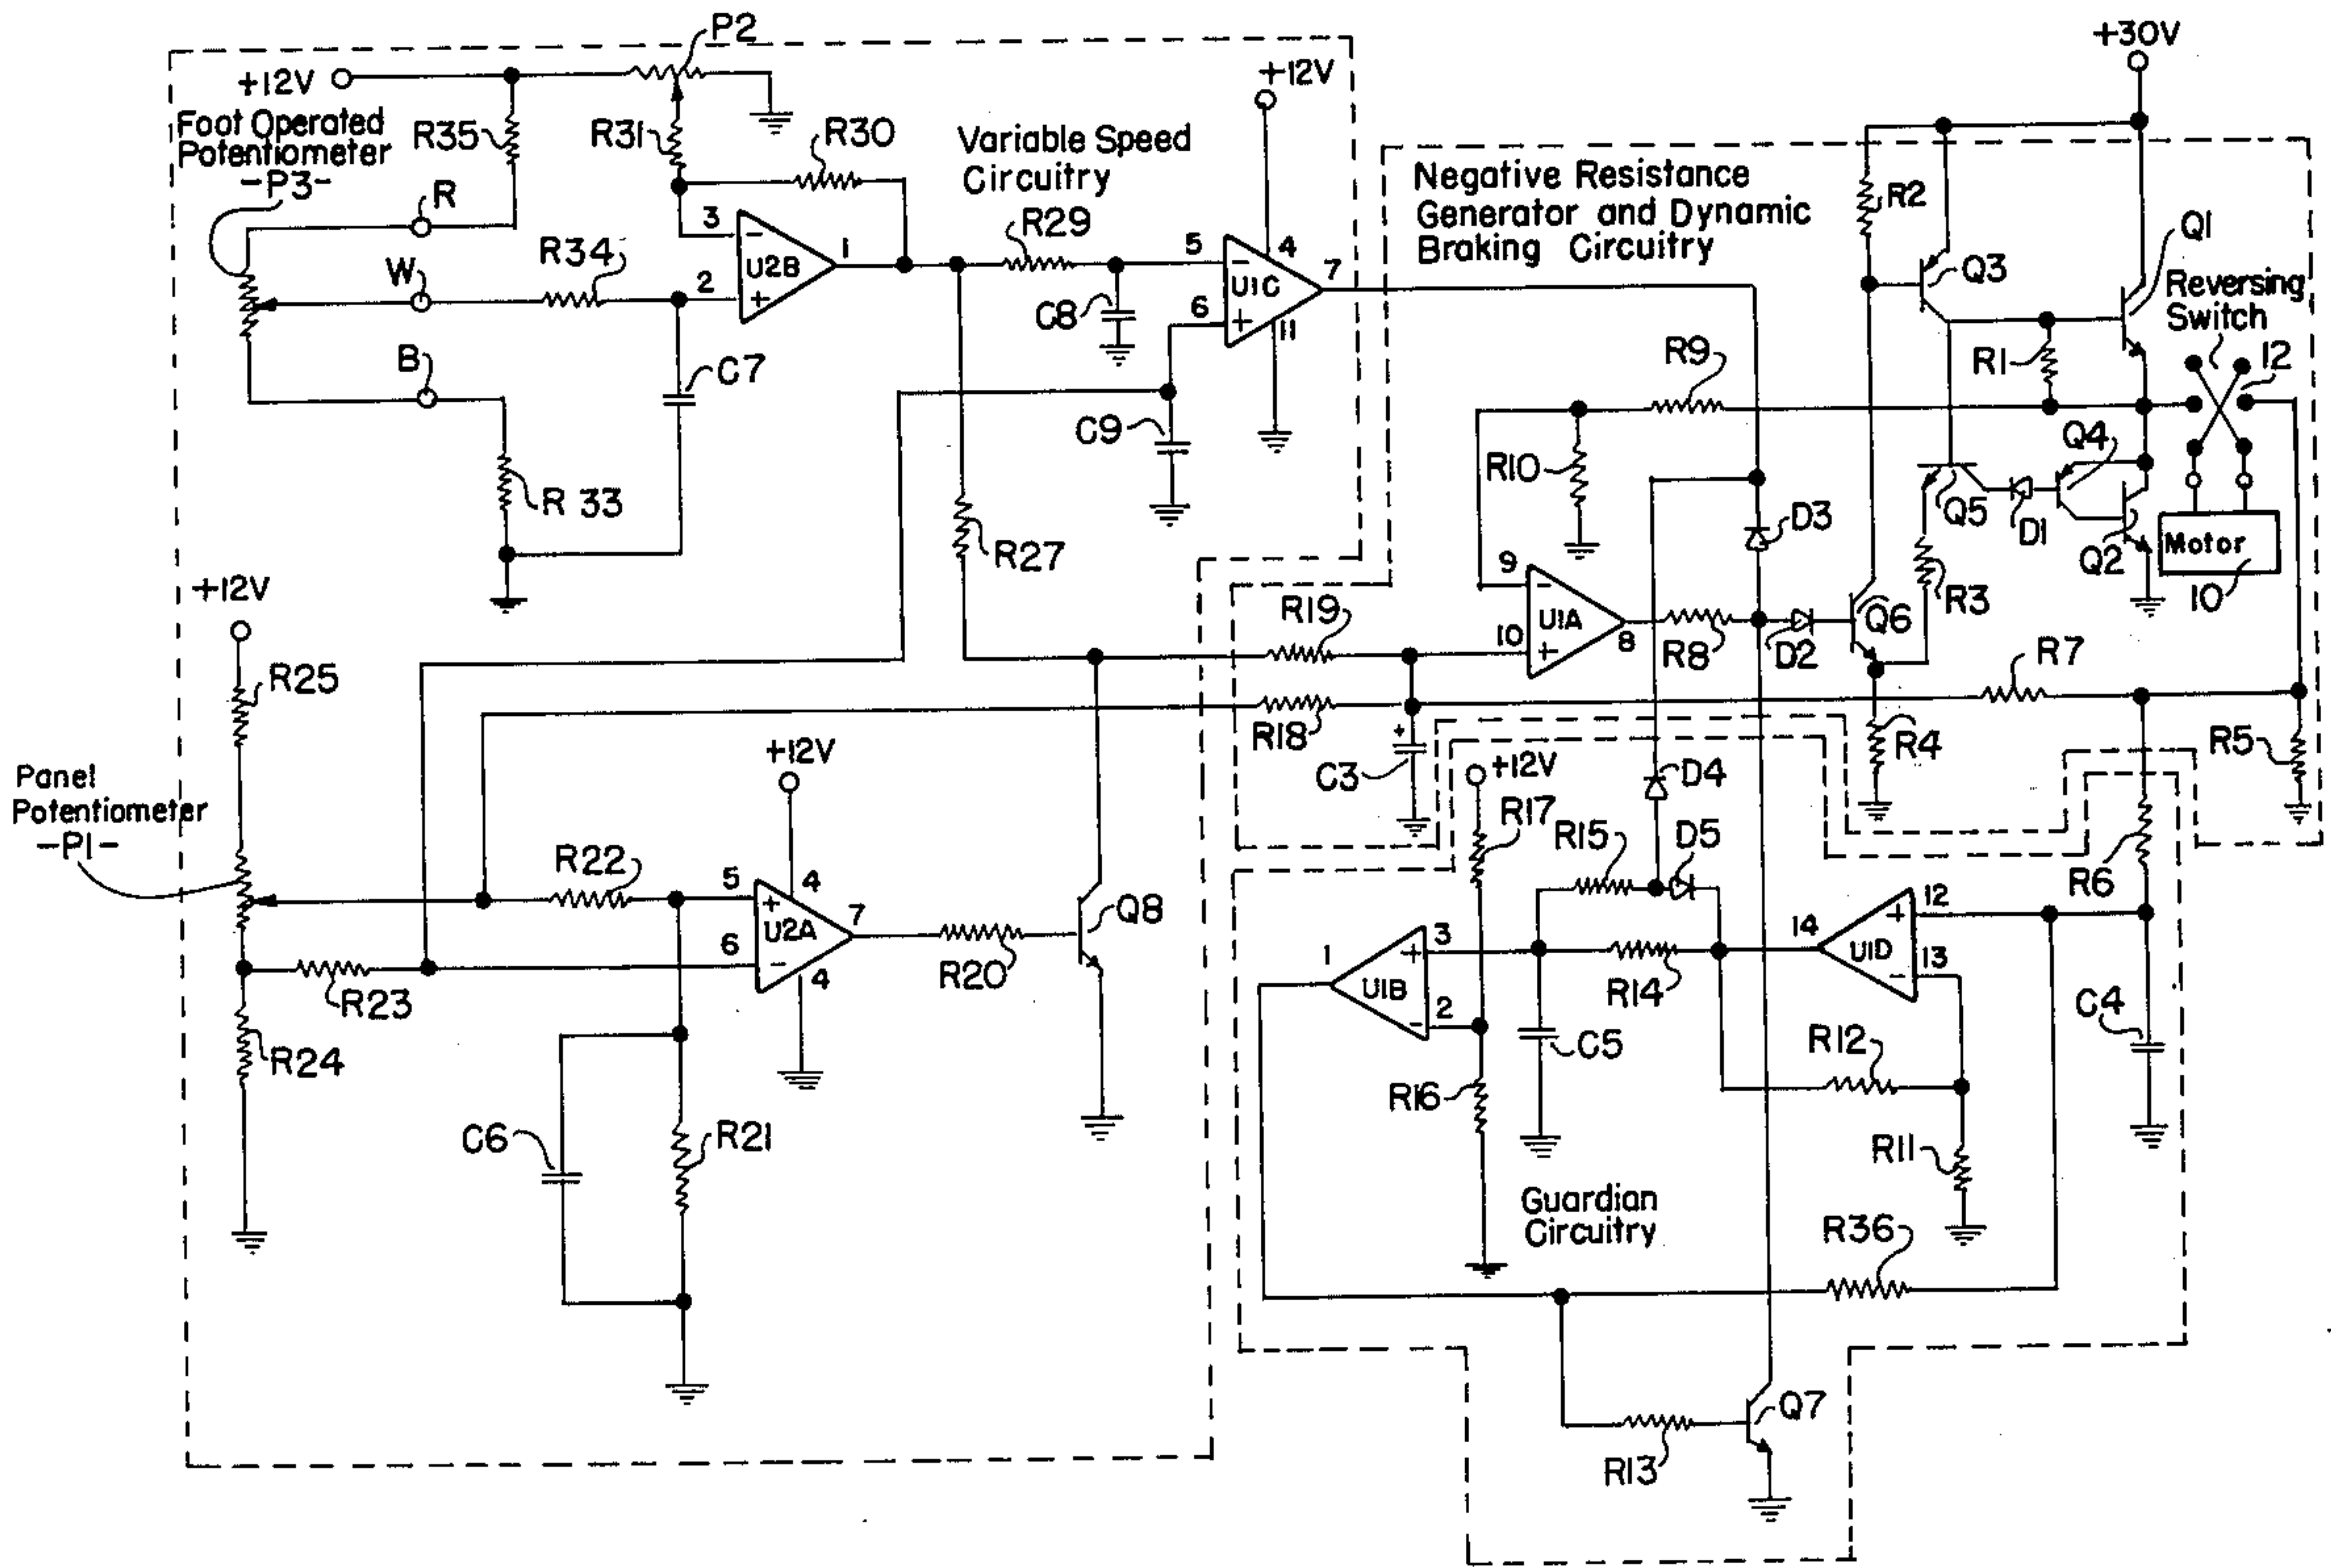 P2
+12V
+12V
+30V
Foot Operated
Potentiometer
-P3-
R35
R31
R30
Variable Speed
Circuitry
Negative Resistance
Generator and Dynamic
Braking Circuitry
R2
Q1
Q3
Reversing
Switch
R
3
-
U2B
1
R29
5
-
4
7
U1C
6
+
11
W
R34
2
+
C8
R9
R1
12
B
C7
C9
R10
Q4
R 33
Q5
D1
Q2
Motor
10
R27
D3
+12V
9
-
U1A
10
+
8
R19
R8
D2
Q6
R3
R7
R25
R18
C3
+
+12V
R4
R5
+12V
D4
R17
Panel
Potentiometer
-P1-
R22
5
+
4
U2A
7
6
-
4
R15
D5
R6
Q8
R20
R23
R24
1
3
+
U1B
2
-
R14
14
12
+
U1D
13
-
C5
C4
R12
R16
R11
C6
R21
Guardian
Circuitry
R36
Q7
R13